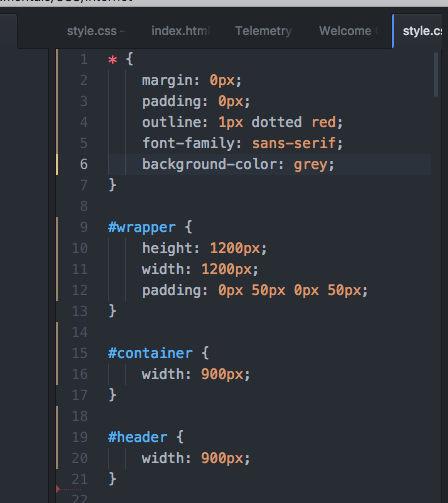 style.css -
index.html
Telemetry
Welcome
style.cs
1 * {
2 margin: 0px;
3 padding: 0px;
4 outline: 1px dotted red;
5 font-family: sans-serif;
6 background-color: grey;
7 }
8
9 #wrapper {
10 height: 1200px;
11 width: 1200px;
12 padding: 0px 50px 0px 50px;
13 }
14
15 #container {
16 width: 900px;
17 }
18
19 #header {
20 width: 900px;
21 }
22